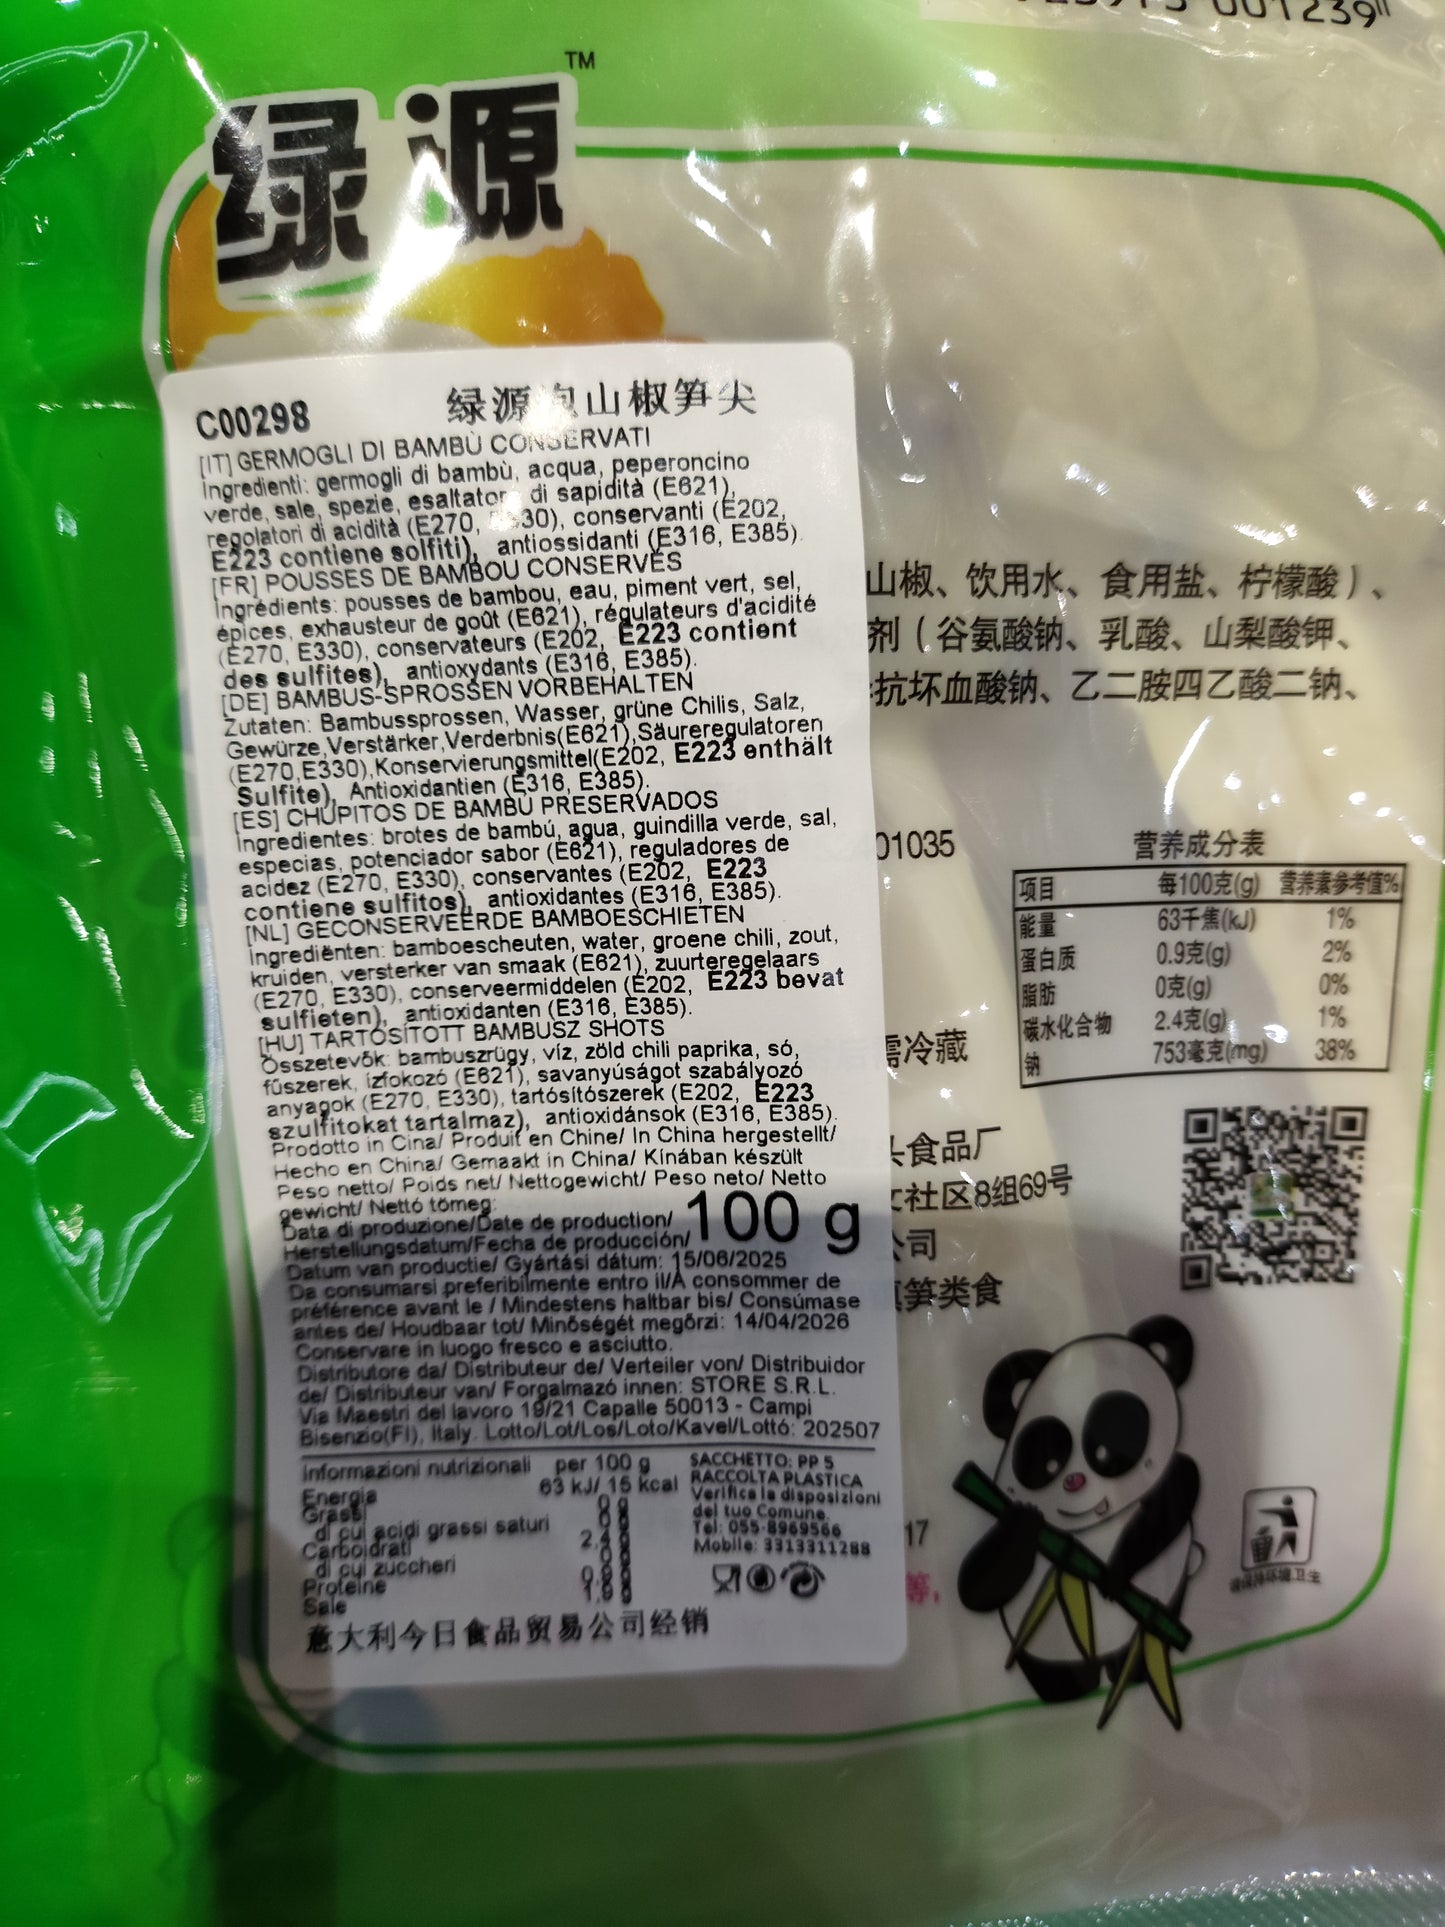 001239
TM
绿源
C00298
绿源泡山椒笋尖
[IT] GERMOGLI DI BAMBÙ CONSERVATI
Ingredienti: germogli di bambù, acqua, peperoncino
verde, sale, spezie, esaltatore di sapidità (E621),
regolatori di acidità (E270, E330), conservanti (E202,
E223 contiene solfiti), antiossidanti (E316, E385).
[FR] POUSSES DE BAMBOU CONSERVÉS
Ingrédients: pousses de bambou, eau, piment vert, sel,
épices, exhausteur de goût (E621), régulateurs d'acidité
(E270, E330), conservateurs (E202, E223 contient
des sulfites), antioxydants (E316, E385).
[DE] BAMBUS-SPROSSEN VORBEHALTEN
Zutaten: Bambussprossen, Wasser, grüne Chilis, Salz,
Gewürze,Verstärker,Verderbnis(E621),Säureregulatoren
(E270,E330),Konservierungsmittel(E202, E223 enthält
Sulfite), Antioxidantien (E316, E385).
[ES] CHUPITOS DE BAMBÚ PRESERVADOS
Ingredientes: brotes de bambú, agua, guindilla verde, sal,
especias, potenciador sabor (E621), reguladores de
acidez (E270, E330), conservantes (E202, E223
contiene sulfitos), antioxidantes (E316, E385).
[NL] GECONSERVEERDE BAMBOESCHIETEN
Ingrediënten: bamboescheuten, water, groene chili, zout,
kruiden, versterker van smaak (E621), zuurteregelaars
(E270, E330), conserveermiddelen (E202, E223 bevat
sulfieten), antioxidanten (E316, E385).
[HU] TARTÓSÍTOTT BAMBUSZ SHOTS
Összetevők: bambuszrügy, víz, zöld chili paprika, só,
fűszerek, ízfokozó (E621), savanyúságot szabályozó
anyagok (E270, E330), tartósítószerek (E202, E223
szulfitokat tartalmaz), antioxidánsok (E316, E385).
Prodotto in Cina/ Produit en Chine/ In China hergestellt/
Hecho en China/ Gemaakt in China/ Kínában készült
Peso netto/ Poids net/ Nettogewicht/ Peso neto/ Netto
gewicht/ Nettó tömeg: 100 g
Data di produzione/Date de production/
Herstellungsdatum/Fecha de producción/
Datum van productie/ Gyártási dátum: 15/06/2025
Da consumarsi preferibilmente entro il/À consommer de
préférence avant le / Mindestens haltbar bis/ Consúmase
antes de/ Houdbaar tot/ Minőségét megőrzi: 14/04/2026
Conservare in luogo fresco e asciutto.
Distributore da/ Distributeur de/ Verteiler von/ Distribuidor
de/ Distributeur van/ Forgalmazó innen: STORE S.R.L.
Via Maestri del lavoro 19/21 Capalle 50013 - Campi
Bisenzio(FI), Italy. Lotto/Lot/Los/Loto/Kavel/Lottó: 202507
Informazioni nutrizionali per 100 g
Energia 63 kJ/ 15 kcal
Grassi 0 g
di cui acidi grassi saturi
Carboidrati
di cui zuccheri
Proteine
Sale
SACCHETTO: PP 5
RACCOLTA PLASTICA
Verifica la disposizioni
del tuo Comune.
Tel: 055-8969566
Mobile: 3313311288
意大利今日食品贸易公司经销
山椒、饮用水、食用盐、柠檬酸）、
剂（谷氨酸钠、乳酸、山梨酸钾、
抗坏血酸钠、乙二胺四乙酸二钠、
01035
需冷藏
头食品厂
社区8组69号
公司
笋类食
17
等,
营养成分表
项目 每100克(g) 营养素参考值%
能量 63千焦(kJ) 1%
蛋白质 0.9克(g) 2%
脂肪 0克(g) 0%
碳水化合物 2.4克(g) 1%
钠 753毫克(mg) 38%